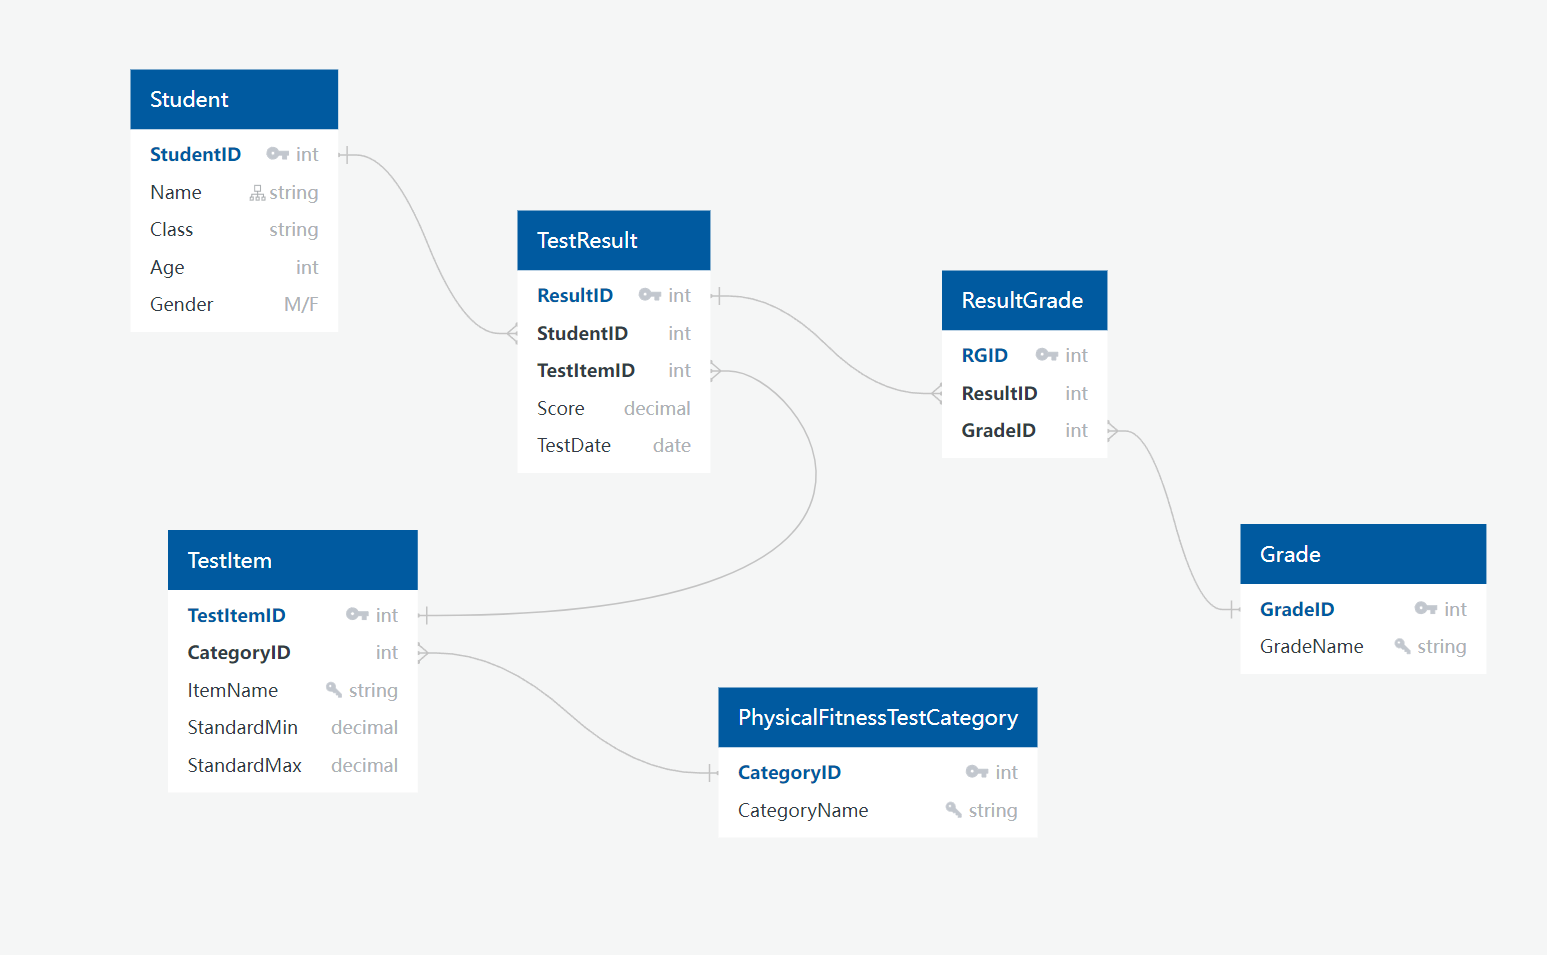 Student
StudentID int
Name string
Class string
Age int
Gender M/F
TestResult
ResultID int
StudentID int
TestItemID int
Score decimal
TestDate date
ResultGrade
RGID int
ResultID int
GradeID int
TestItem
TestItemID int
CategoryID int
ItemName string
StandardMin decimal
StandardMax decimal
Grade
GradeID int
GradeName string
PhysicalFitnessTestCategory
CategoryID int
CategoryName string